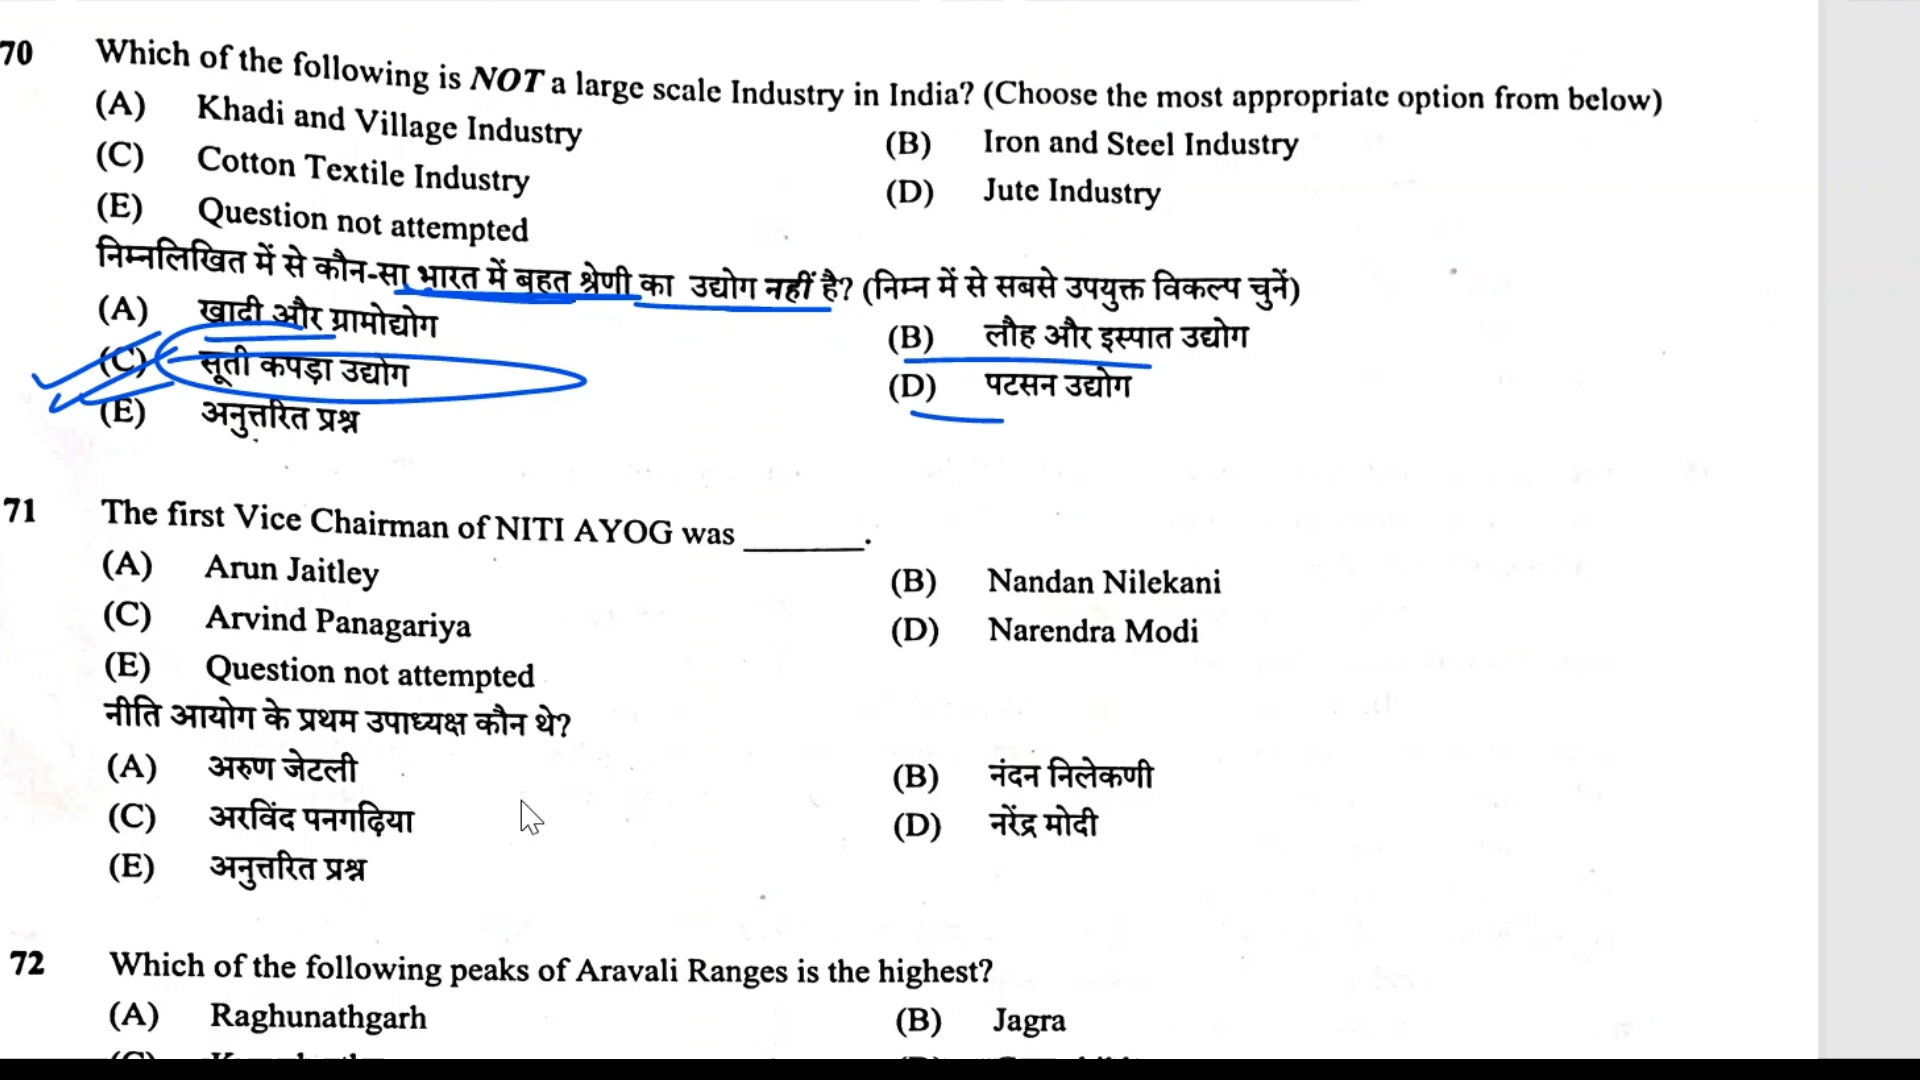 70 Which of the following is NOT a large scale Industry in India? (Choose the most appropriate option from below)
(A) Khadi and Village Industry (B) Iron and Steel Industry
(C) Cotton Textile Industry (D) Jute Industry
(E) Question not attempted
निम्नलिखित में से कौन-सा भारत में बृहत श्रेणी का उद्योग नहीं है? (निम्न में से सबसे उपयुक्त विकल्प चुनें)
(A) खादी और ग्रामोद्योग (B) लौह और इस्पात उद्योग
(C) सूती कपड़ा उद्योग (D) पटसन उद्योग
(E) अनुत्तरित प्रश्न
71 The first Vice Chairman of NITI AYOG was ________.
(A) Arun Jaitley (B) Nandan Nilekani
(C) Arvind Panagariya (D) Narendra Modi
(E) Question not attempted
नीति आयोग के प्रथम उपाध्यक्ष कौन थे?
(A) अरुण जेटली (B) नंदन निलेकणी
(C) अरविंद पनगढ़िया (D) नरेंद्र मोदी
(E) अनुत्तरित प्रश्न
72 Which of the following peaks of Aravali Ranges is the highest?
(A) Raghunathgarh (B) Jagra